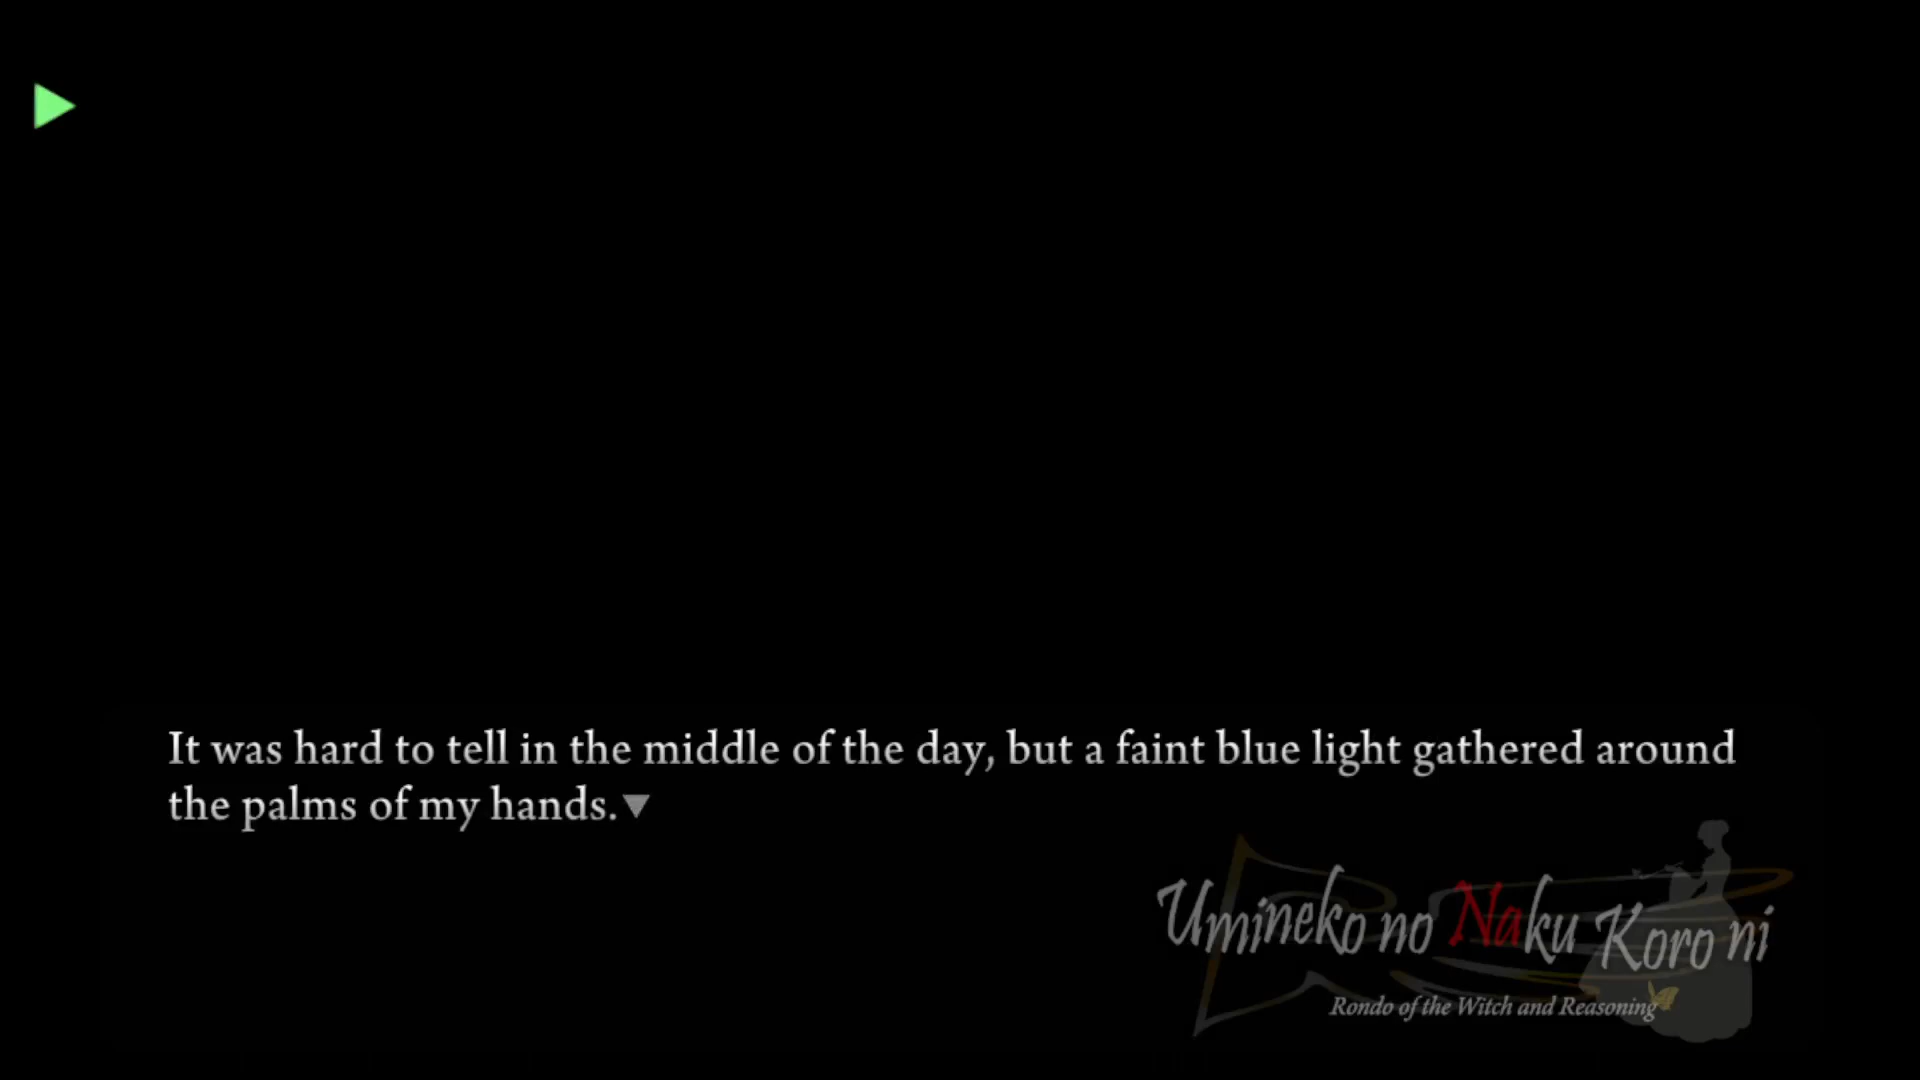 It was hard to tell in the middle of the day, but a faint blue light gathered around
the palms of my hands.
Umineko no Naku Koro ni
Rondo of the Witch and Reasoning